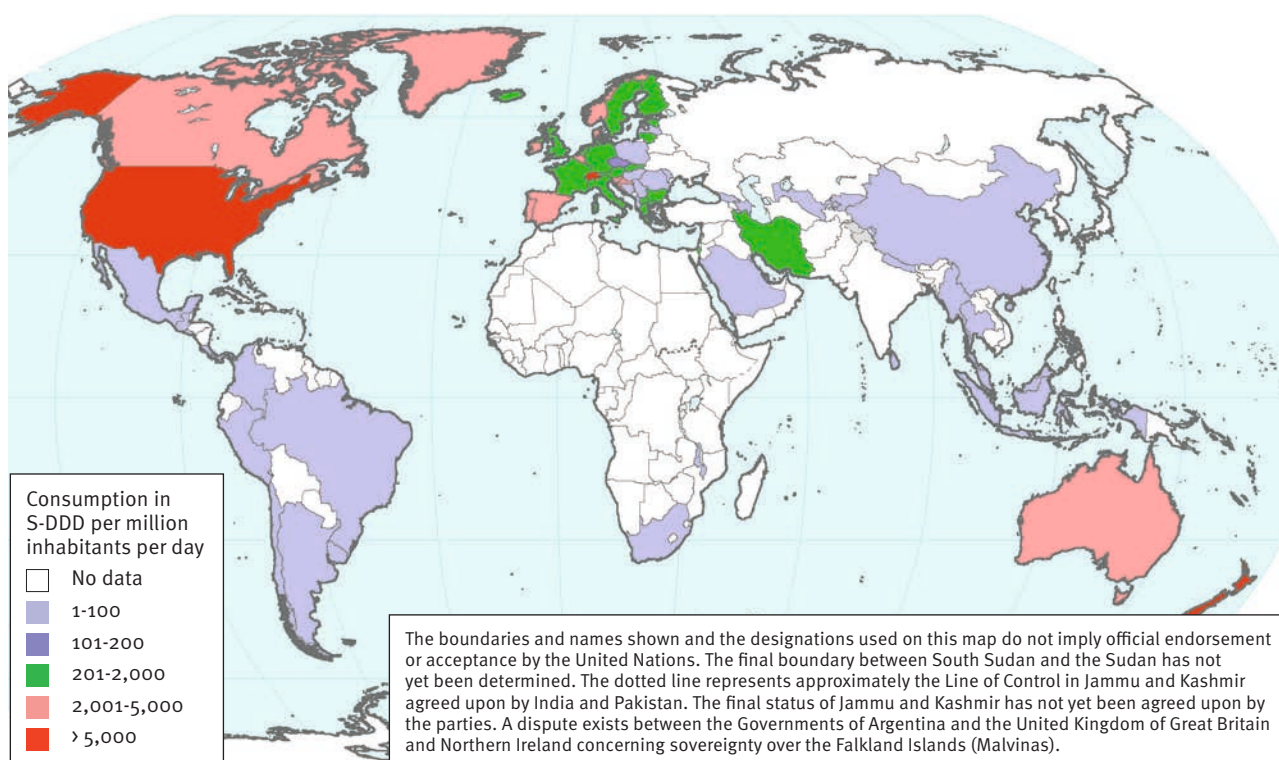 Consumption in
S-DDD per million
inhabitants per day
No data
1-100
101-200
201-2,000
2,001-5,000
> 5,000
The boundaries and names shown and the designations used on this map do not imply official endorsement
or acceptance by the United Nations. The final boundary between South Sudan and the Sudan has not
yet been determined. The dotted line represents approximately the Line of Control in Jammu and Kashmir
agreed upon by India and Pakistan. The final status of Jammu and Kashmir has not yet been agreed upon by
the parties. A dispute exists between the Governments of Argentina and the United Kingdom of Great Britain
and Northern Ireland concerning sovereignty over the Falkland Islands (Malvinas).